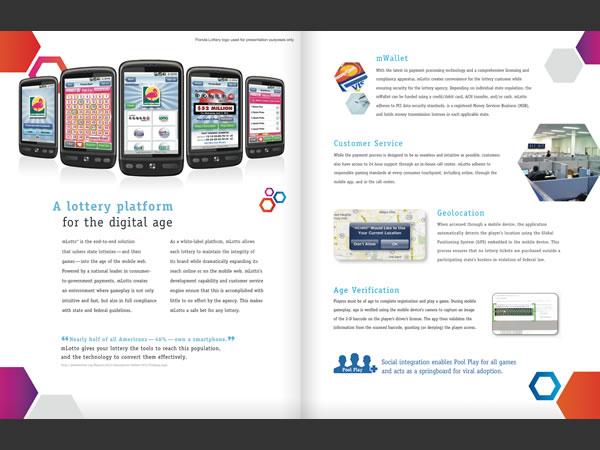 Florida Lottery logo used for presentation purposes only.
$52 MILLION
A lottery platform
for the digital age
mLotto™ is the end-to-end solution
that ushers state lotteries—and their
games—into the age of the mobile web.
Powered by a national leader in consumer-
to-government payments, mLotto creates
an environment where gameplay is not only
intuitive and fast, but also in full compliance
with state and federal guidelines.
As a white-label platform, mLotto allows
each lottery to maintain the integrity of
its brand while dramatically expanding its
reach online or on the mobile web. mLotto's
development capability and customer service
engine ensure that this is accomplished with
little to no effort by the agency. This makes
mLotto a safe bet for any lottery.
“Nearly half of all Americans—46%—own a smartphone.”
mLotto gives your lottery the tools to reach this population,
and the technology to convert them effectively.
mWallet
With the latest in payment processing technology and a comprehensive licensing and
compliance apparatus, mLotto creates convenience for the lottery customer while
ensuring security for the lottery agency. Depending on individual state regulation, the
mWallet can be funded using a credit/debit card, ACH transfer, and/or cash. mLotto
adheres to PCI data security standards, is a registered Money Services Business (MSB),
and holds money transmission licenses in each applicable state.
Customer Service
While the payment process is designed to be as seamless and intuitive as possible, customers
also have access to 24-hour support through an in-house call center. mLotto adheres to
responsible gaming standards at every consumer touchpoint, including online, through the
mobile app, and in the call center.
Would Like to Use
Your Current Location
Don't Allow
OK
Geolocation
When accessed through a mobile device, the application
automatically detects the player's location using the Global
Positioning System (GPS) embedded in the mobile device. This
process ensures that no lottery tickets are purchased outside a
participating state's borders in violation of federal law.
Age Verification
Players must be of age to complete registration and play a game. During mobile
gameplay, age is verified using the mobile device's camera to capture an image
of the 2-D barcode on the player's driver's license. The app then validates the
information from the scanned barcode, granting (or denying) the player access.
Pool Play
Social integration enables Pool Play for all games
and acts as a springboard for viral adoption.